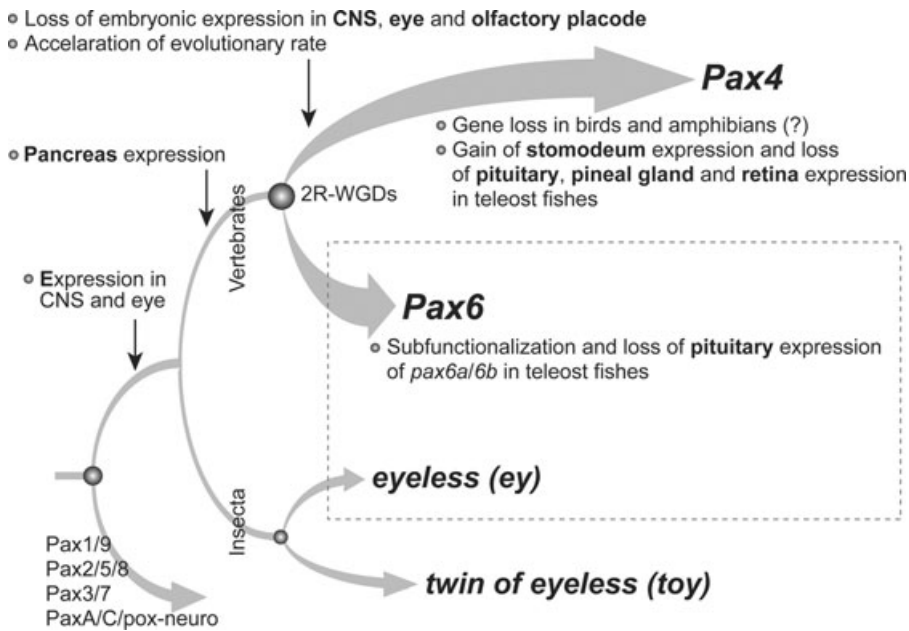 Loss of embryonic expression in CNS, eye and olfactory placode
Accelaration of evolutionary rate
Pax4
Gene loss in birds and amphibians (?)
Gain of stomodeum expression and loss
of pituitary, pineal gland and retina expression
in teleost fishes
Pancreas expression
2R-WGDs
Vertebrates
Expression in
CNS and eye
Pax6
Subfunctionalization and loss of pituitary expression
of pax6a/6b in teleost fishes
eyeless (ey)
Insecta
Pax1/9
Pax2/5/8
Pax3/7
PaxA/C/pox-neuro
twin of eyeless (toy)